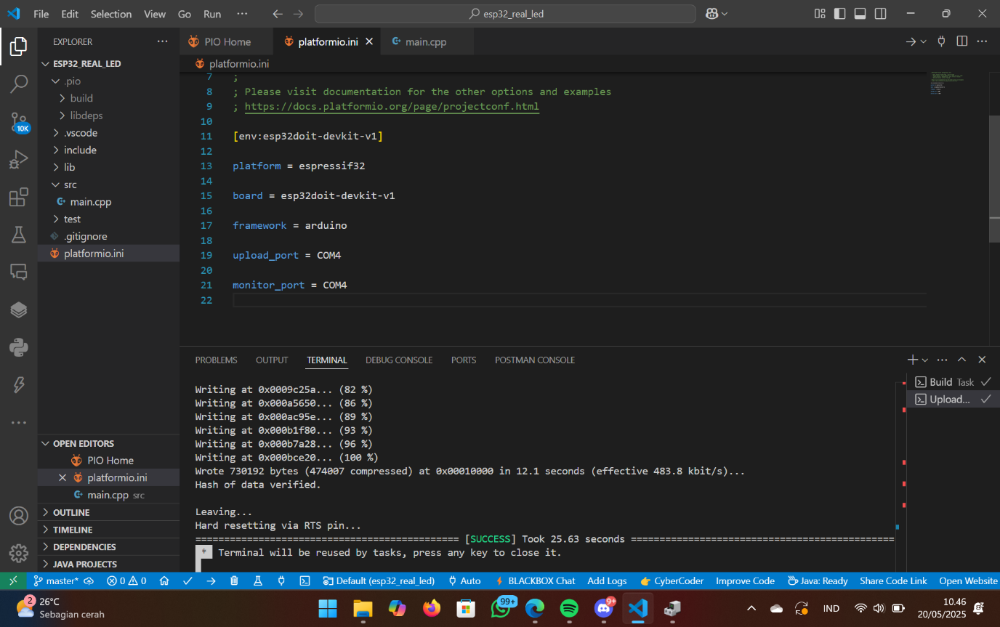 File Edit Selection View Go Run ··· esp32_real_led
EXPLORER ···
ESP32_REAL_LED
.pio
build
libdeps
.vscode
include
lib
src
main.cpp
test
.gitignore
platformio.ini
10K
OPEN EDITORS
PIO Home
platformio.ini
main.cpp src
OUTLINE
TIMELINE
DEPENDENCIES
JAVA PROJECTS
PIO Home platformio.ini main.cpp
platformio.ini
7 ;
8 ; Please visit documentation for the other options and examples
9 ; https://docs.platformio.org/page/projectconf.html
10
11 [env:esp32doit-devkit-v1]
12
13 platform = espressif32
14
15 board = esp32doit-devkit-v1
16
17 framework = arduino
18
19 upload_port = COM4
20
21 monitor_port = COM4
22
PROBLEMS OUTPUT TERMINAL DEBUG CONSOLE PORTS POSTMAN CONSOLE
Writing at 0x0009c25a... (82 %)
Writing at 0x000a5650... (86 %)
Writing at 0x000ac95e... (89 %)
Writing at 0x000b1f80... (93 %)
Writing at 0x000b7a28... (96 %)
Writing at 0x000bce20... (100 %)
Wrote 730192 bytes (474007 compressed) at 0x00010000 in 12.1 seconds (effective 483.8 kbit/s)...
Hash of data verified.
Leaving...
Hard resetting via RTS pin...
============================================== [SUCCESS] Took 25.63 seconds ==============================================
* Terminal will be reused by tasks, press any key to close it.
Build Task
Upload...
master* 0 0 Default (esp32_real_led) Auto BLACKBOX Chat Add Logs CyberCoder Improve Code Java: Ready Share Code Link Open Website
2 26°C
Sebagian cerah
99+
9+
IND
10.46
20/05/2025